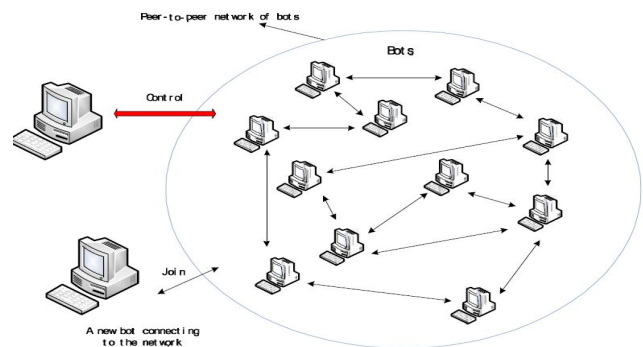 Peer-to-peer network of bots
Bots
Control
Join
A new bot connecting
to the network